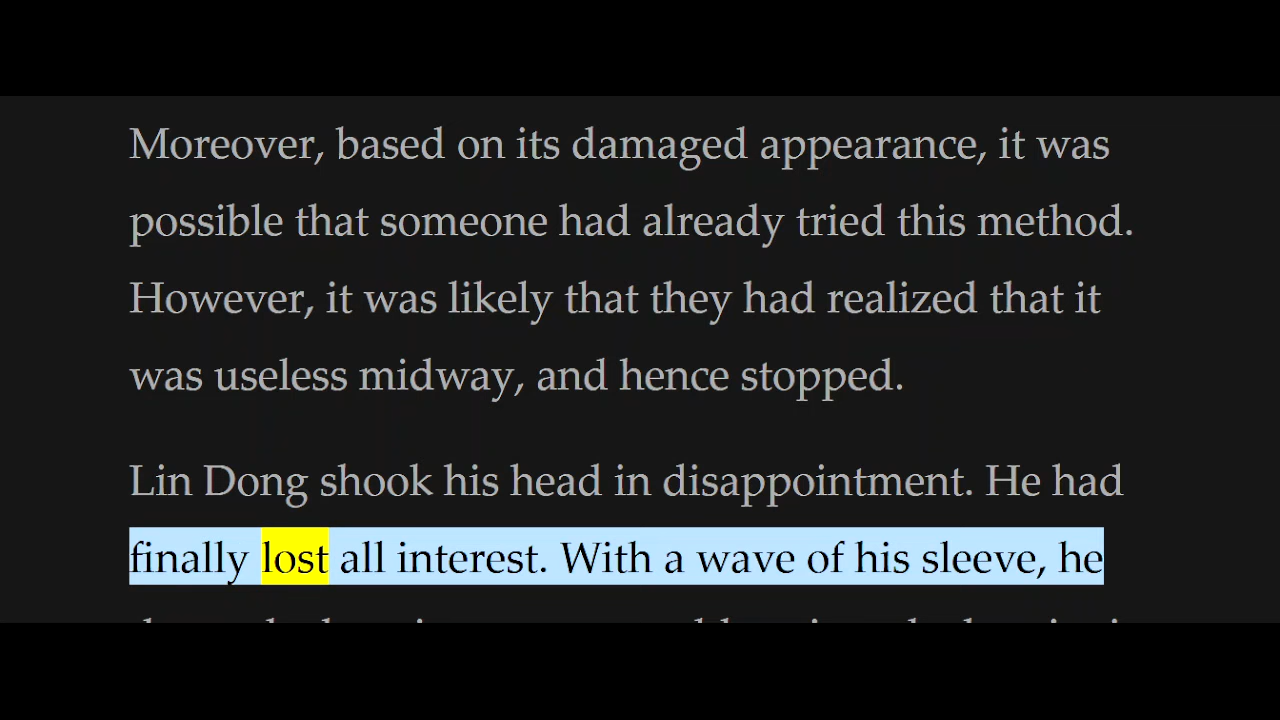 Moreover, based on its damaged appearance, it was
possible that someone had already tried this method.
However, it was likely that they had realized that it
was useless midway, and hence stopped.
Lin Dong shook his head in disappointment. He had
finally lost all interest. With a wave of his sleeve, he